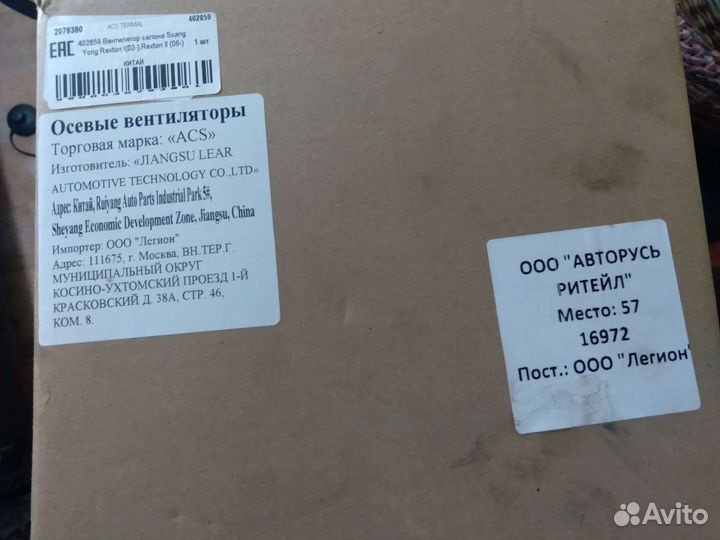 2079380
ACS TERMAL
402859
EAC 402859 Вентилятор салона Ssang
Yong Rexton I(02-),Rexton II (06-)
1 шт
КИТАЙ
Осевые вентиляторы
Торговая марка: «ACS»
Изготовитель: «JIANGSU LEAR
AUTOMOTIVE TECHNOLOGY CO.,LTD»
Адрес: Китай, Ruiyang Auto Parts Industrial Park 5#,
Sheyang Economic Development Zone, Jiangsu, China
Импортер: ООО "Легион"
Адрес: 111675, г. Москва, ВН.ТЕР.Г.
МУНИЦИПАЛЬНЫЙ ОКРУГ
КОСИНО-УХТОМСКИЙ ПРОЕЗД 1-Й
КРАСКОВСКИЙ Д. 38А, СТР. 46,
КОМ. 8.
ООО "АВТОРУСЬ
РИТЕЙЛ"
Место: 57
16972
Пост.: ООО "Легион"
Avito